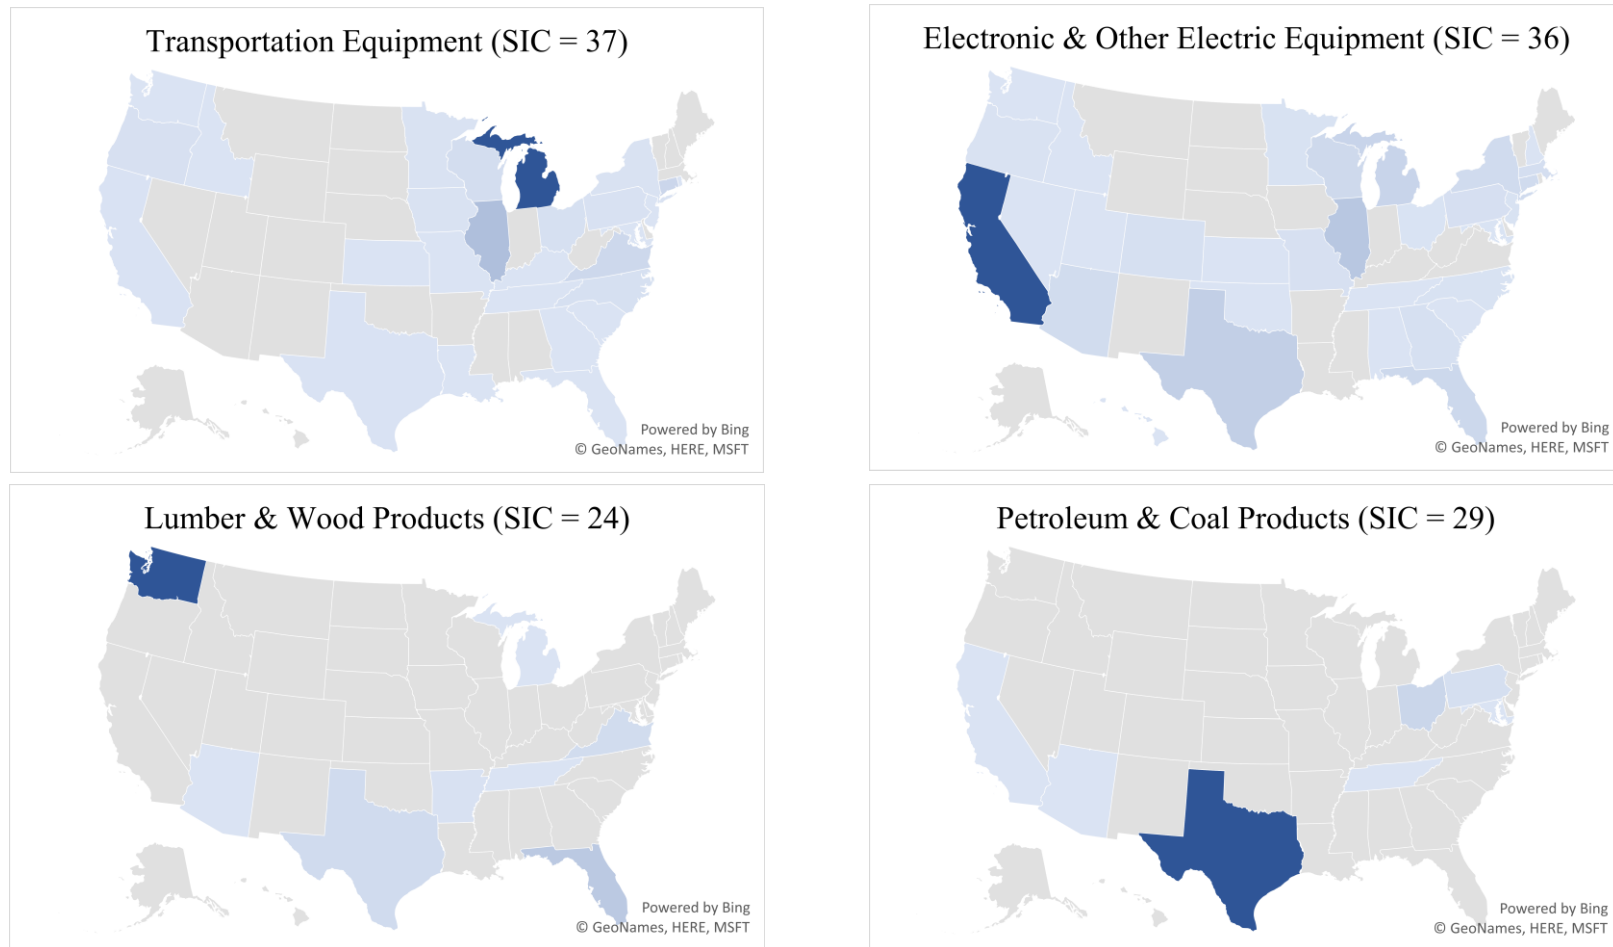 Transportation Equipment (SIC = 37)
Powered by Bing
© GeoNames, HERE, MSFT
Electronic & Other Electric Equipment (SIC = 36)
Powered by Bing
© GeoNames, HERE, MSFT
Lumber & Wood Products (SIC = 24)
Powered by Bing
© GeoNames, HERE, MSFT
Petroleum & Coal Products (SIC = 29)
Powered by Bing
© GeoNames, HERE, MSFT